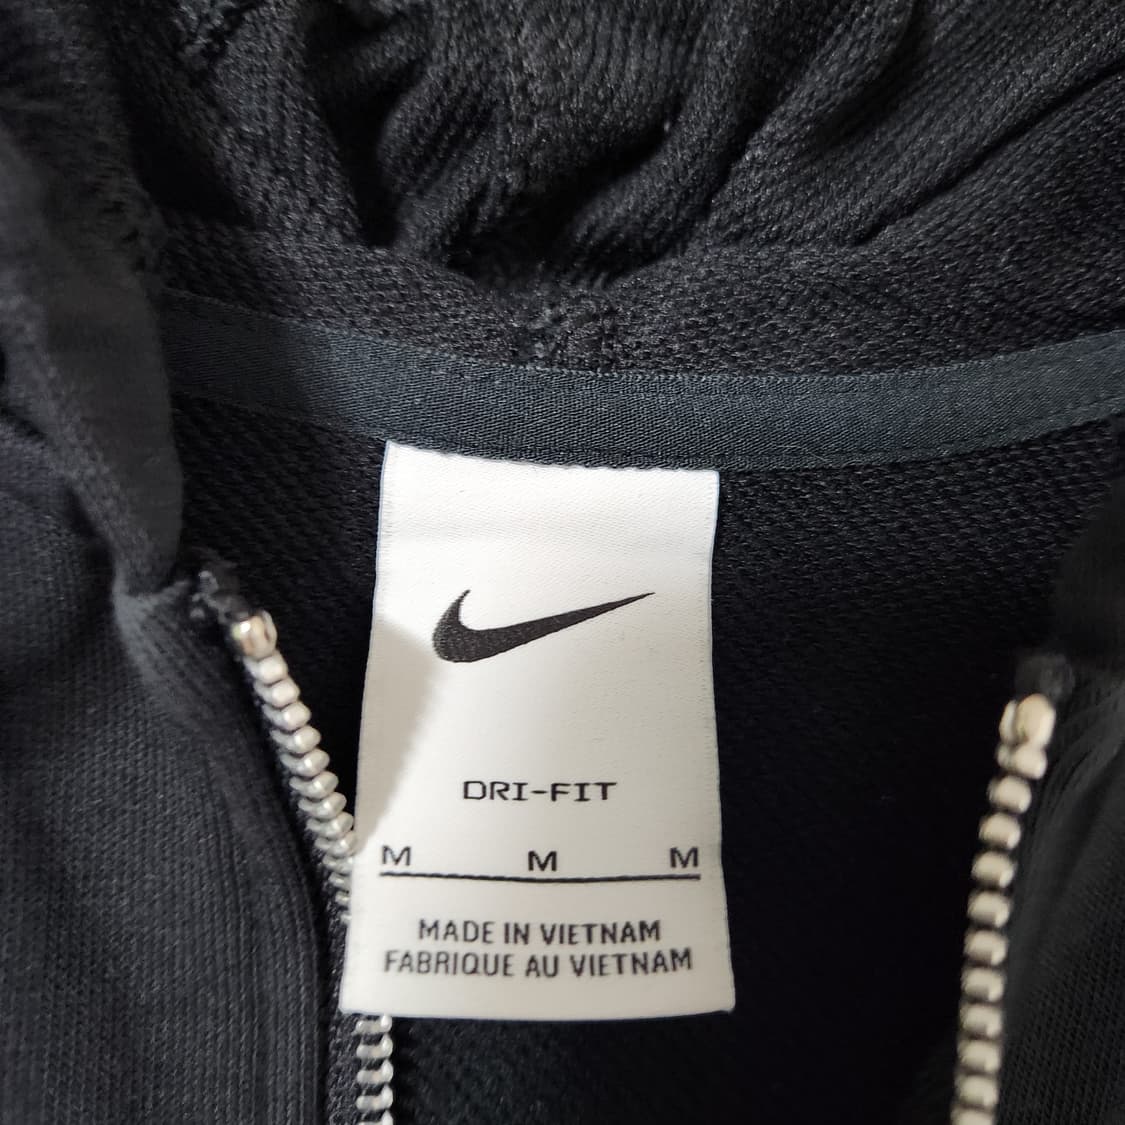 DRI-FIT
M M M
MADE IN VIETNAM
FABRIQUE AU VIETNAM